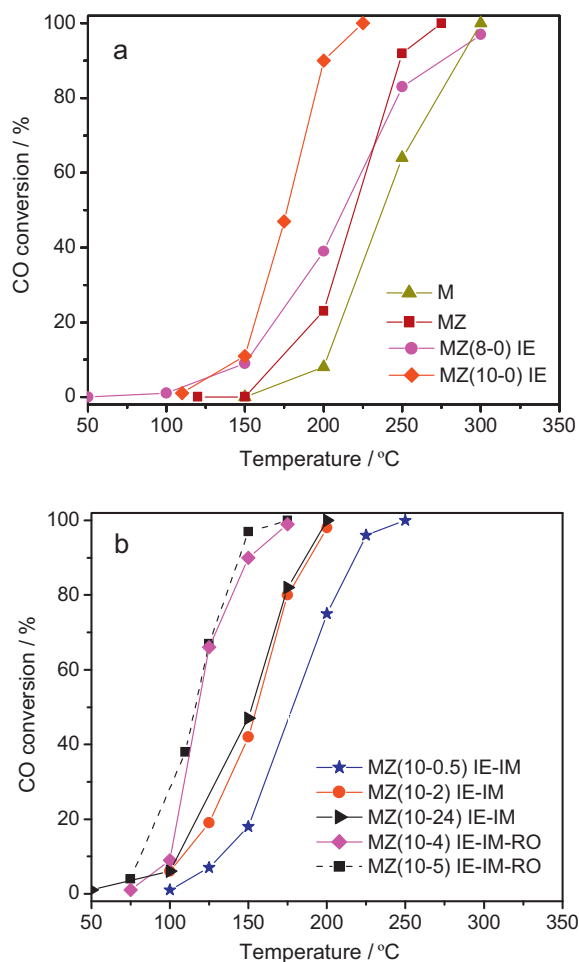 a
CO conversion / %
100
80
60
40
20
0
M
MZ
MZ(8-0) IE
MZ(10-0) IE
50 100 150 200 250 300 350
Temperature / ºC
b
CO conversion / %
100
80
60
40
20
0
MZ(10-0.5) IE-IM
MZ(10-2) IE-IM
MZ(10-24) IE-IM
MZ(10-4) IE-IM-RO
MZ(10-5) IE-IM-RO
50 100 150 200 250 300 350
Temperature / ºC